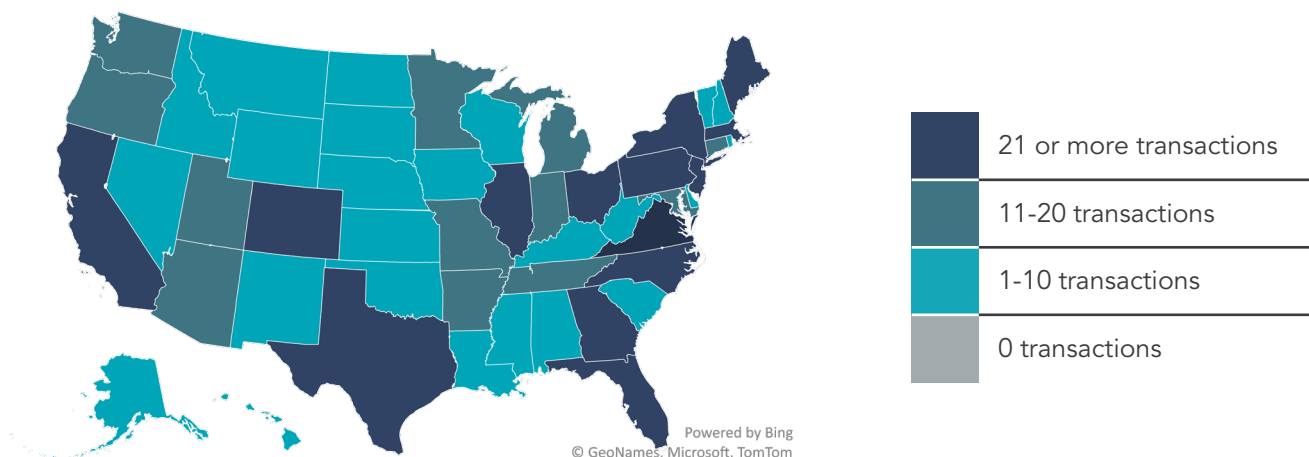 21 or more transactions
11-20 transactions
1-10 transactions
0 transactions
Powered by Bing
© GeoNames, Microsoft, TomTom